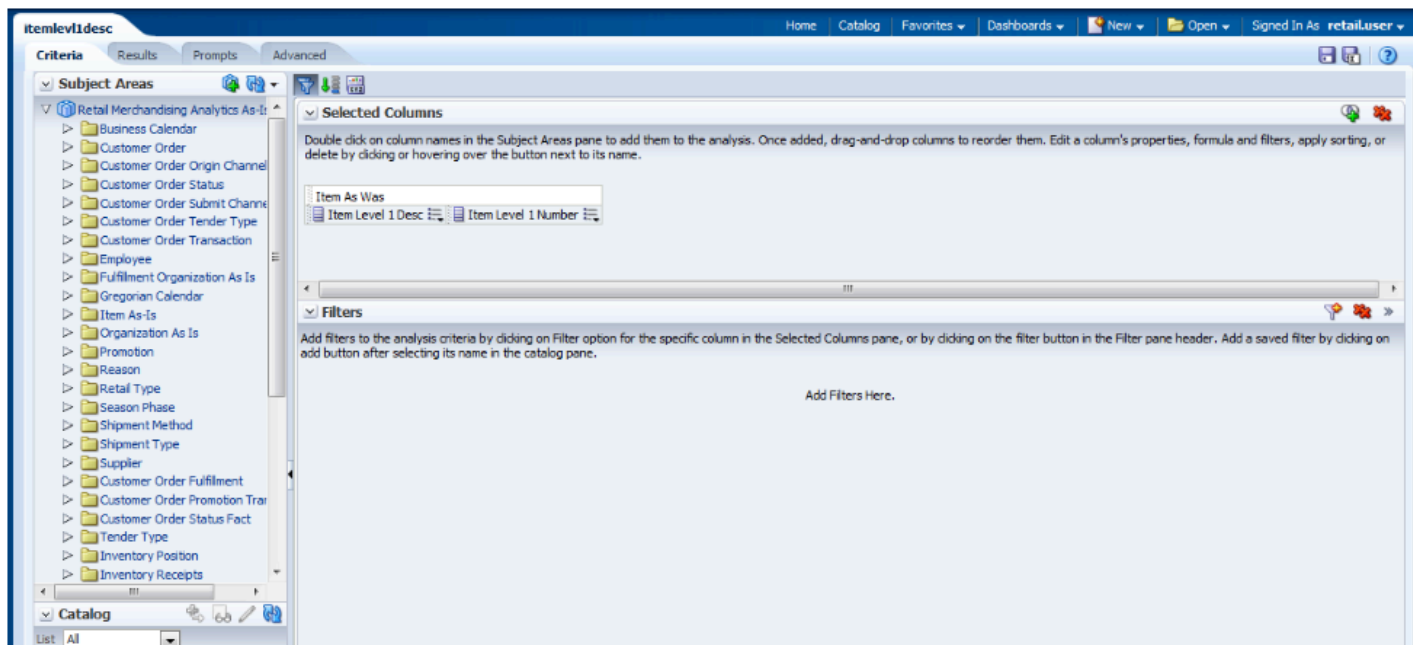 itemlevl1desc
Home Catalog Favorites Dashboards New Open Signed In As retail.user
Criteria Results Prompts Advanced
Subject Areas
Retail Merchandising Analytics As-Is
Business Calendar
Customer Order
Customer Order Origin Channel
Customer Order Status
Customer Order Submit Channe
Customer Order Tender Type
Customer Order Transaction
Employee
Fulfillment Organization As Is
Gregorian Calendar
Item As-Is
Organization As Is
Promotion
Reason
Retail Type
Season Phase
Shipment Method
Shipment Type
Supplier
Customer Order Fulfillment
Customer Order Promotion Tran
Customer Order Status Fact
Tender Type
Inventory Position
Inventory Receipts
Catalog
List All
Selected Columns
Double click on column names in the Subject Areas pane to add them to the analysis. Once added, drag-and-drop columns to reorder them. Edit a column's properties, formula and filters, apply sorting, or
delete by clicking or hovering over the button next to its name.
Item As Was
Item Level 1 Desc Item Level 1 Number
Filters
Add filters to the analysis criteria by clicking on Filter option for the specific column in the Selected Columns pane, or by clicking on the filter button in the Filter pane header. Add a saved filter by clicking on
add button after selecting its name in the catalog pane.
Add Filters Here.